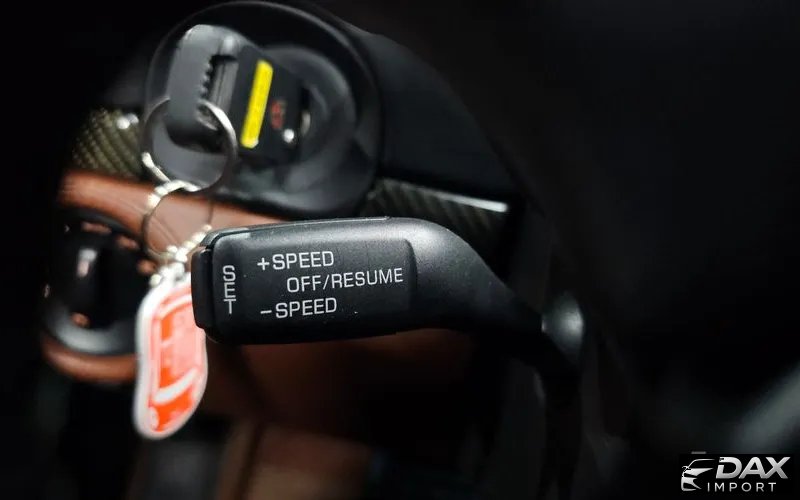 +SPEED
OFF/RESUME
-SPEED
SET
DAX
IMPORT